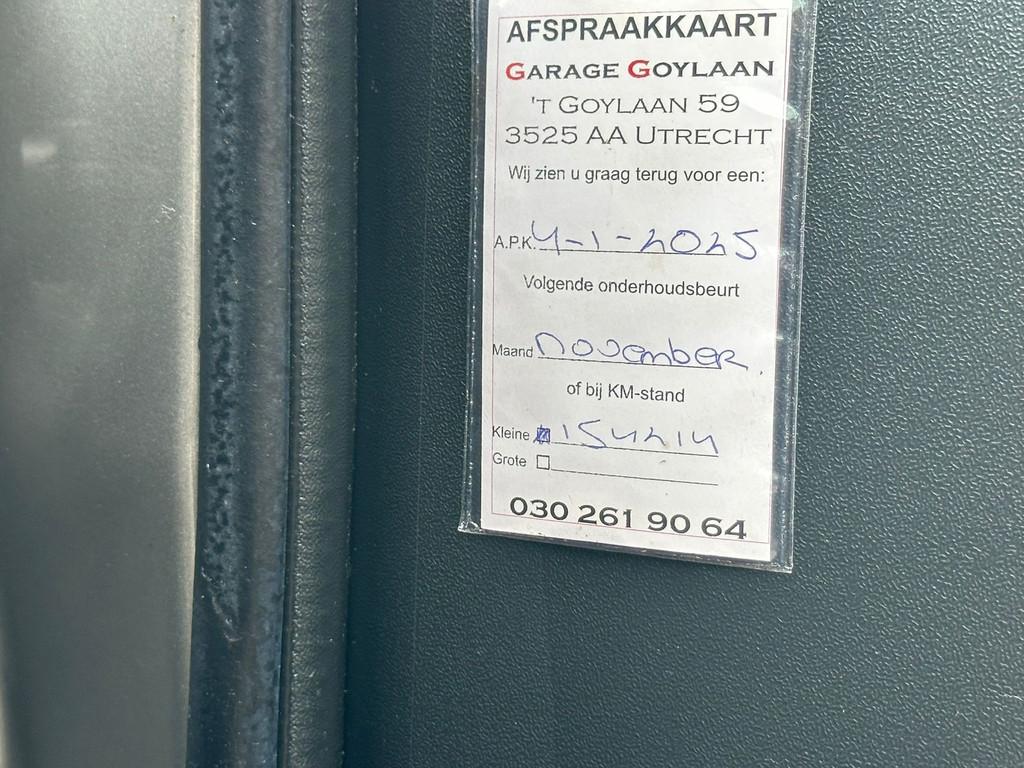 AFSPRAAKKAART
GARAGE GOYLAAN
'T GOYLAAN 59
3525 AA UTRECHT
Wij zien u graag terug voor een:
A.P.K. 4-1-2025
Volgende onderhoudsbeurt
Maand november.
of bij KM-stand
Kleine 154214
Grote
030 261 90 64